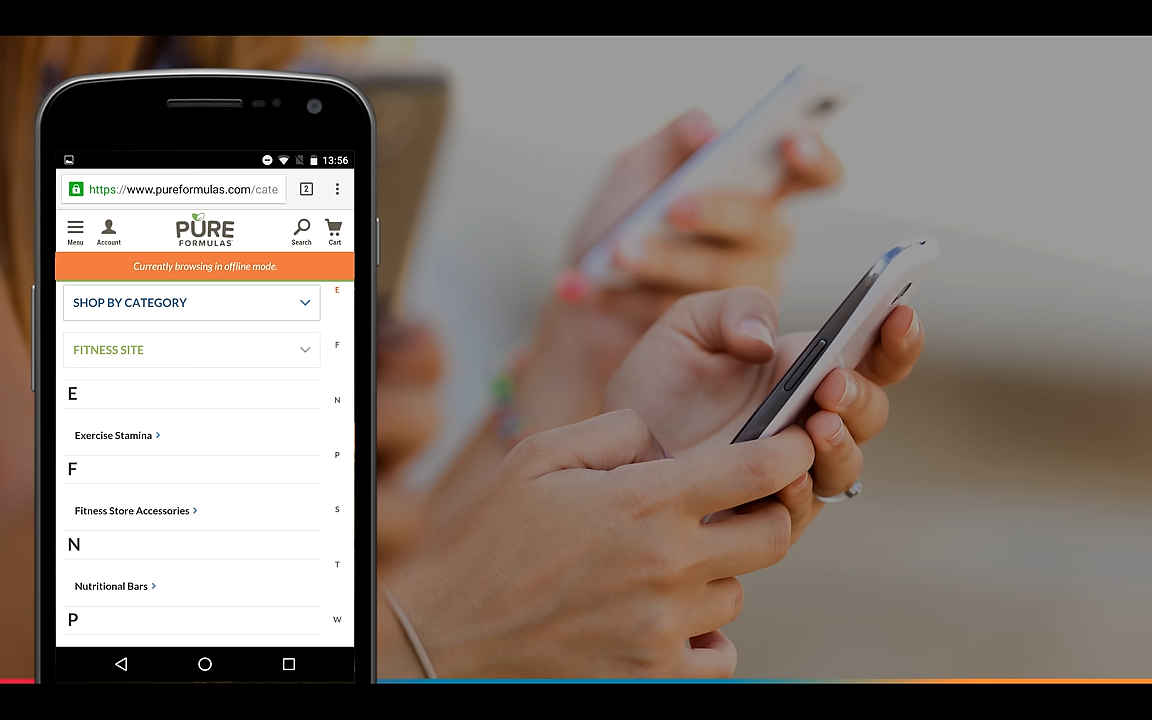 13:56
https://www.pureformulas.com/cate
2
PURE
FORMULAS
Menu
Account
Search
Cart
Currently browsing in offline mode.
SHOP BY CATEGORY
FITNESS SITE
E
Exercise Stamina
F
Fitness Store Accessories
N
Nutritional Bars
P
E
F
N
P
S
T
W